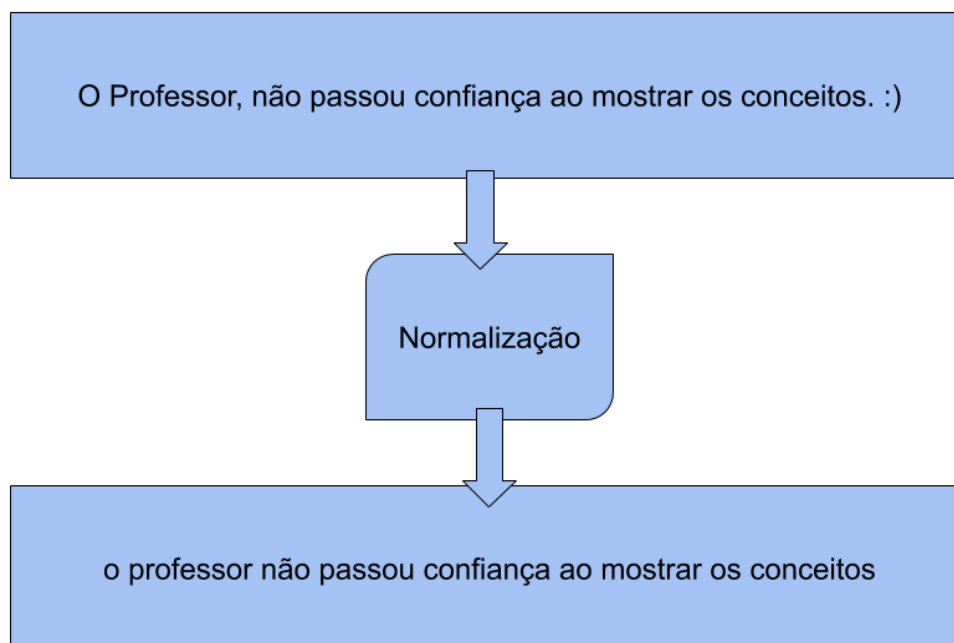 O Professor, não passou confiança ao mostrar os conceitos. :)
Normalização
o professor não passou confiança ao mostrar os conceitos